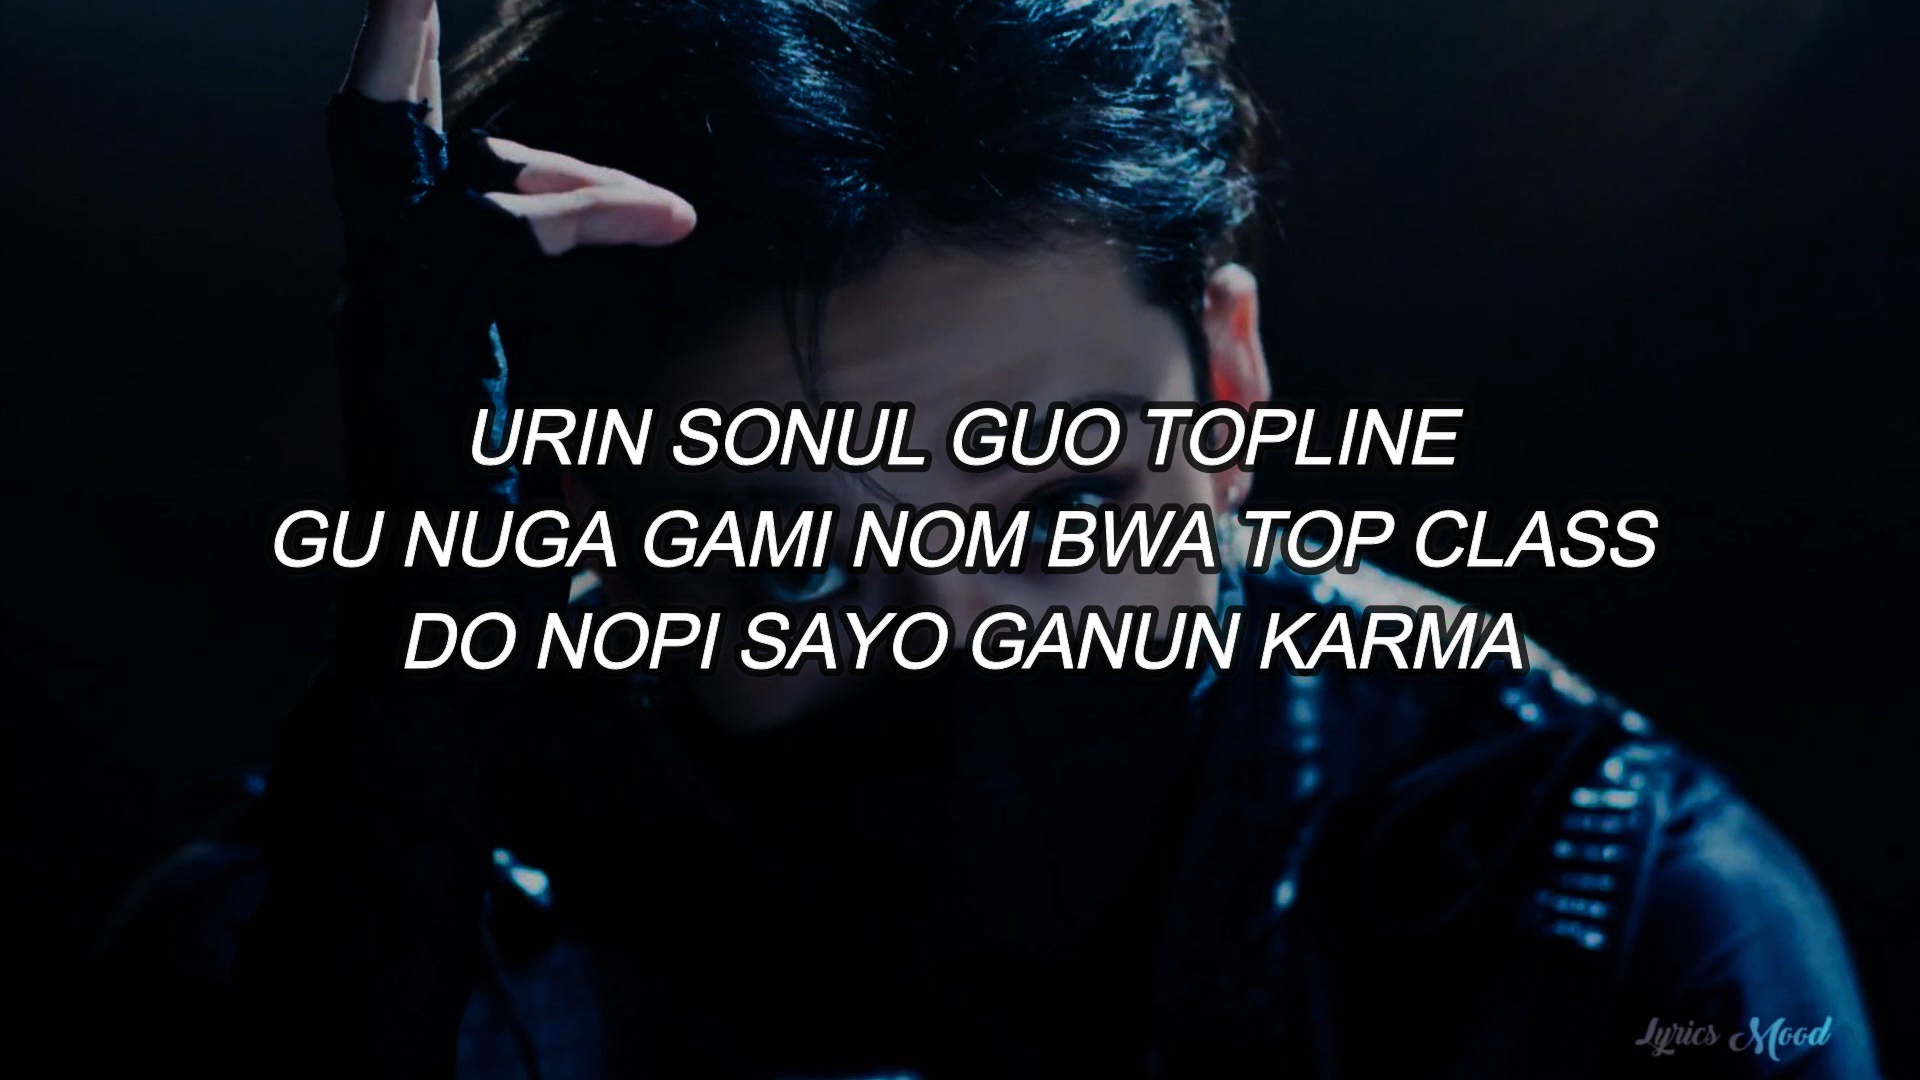 URIN SONUL GUO TOPLINE
GU NUGA GAMI NOM BWA TOP CLASS
DO NOPI SAYO GANUN KARMA
Lyrics Mood